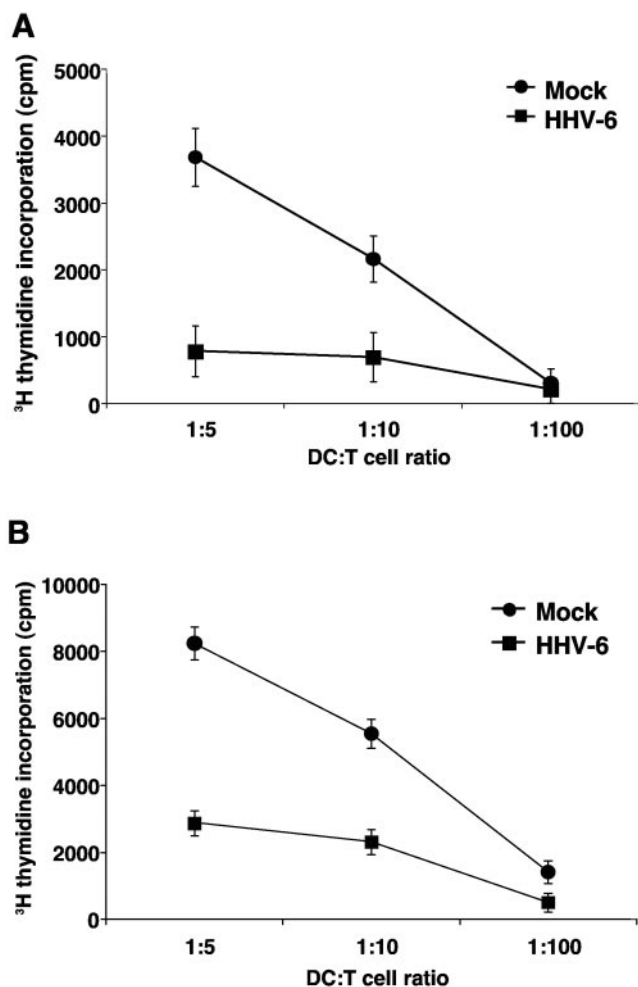 A
³H thymidine incorporation (cpm)
5000
4000
3000
2000
1000
0
Mock
HHV-6
1:5 1:10 1:100
DC:T cell ratio
B
³H thymidine incorporation (cpm)
10000
8000
6000
4000
2000
0
Mock
HHV-6
1:5 1:10 1:100
DC:T cell ratio